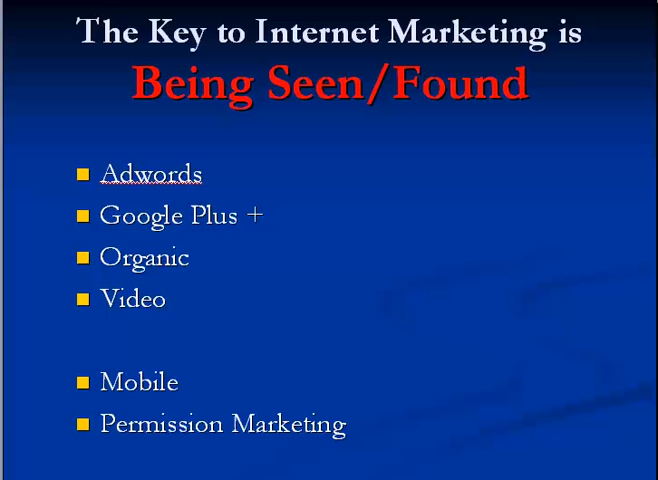 The Key to Internet Marketing is
Being Seen/Found
Adwords
Google Plus +
Organic
Video
Mobile
Permission Marketing